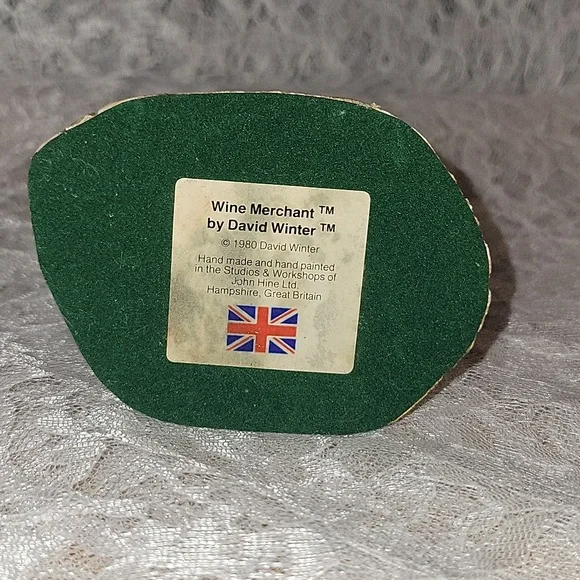 Wine Merchant ™
by David Winter ™
© 1980 David Winter
Hand made and hand painted
in the Studios & Workshops of
John Hine Ltd.
Hampshire, Great Britain